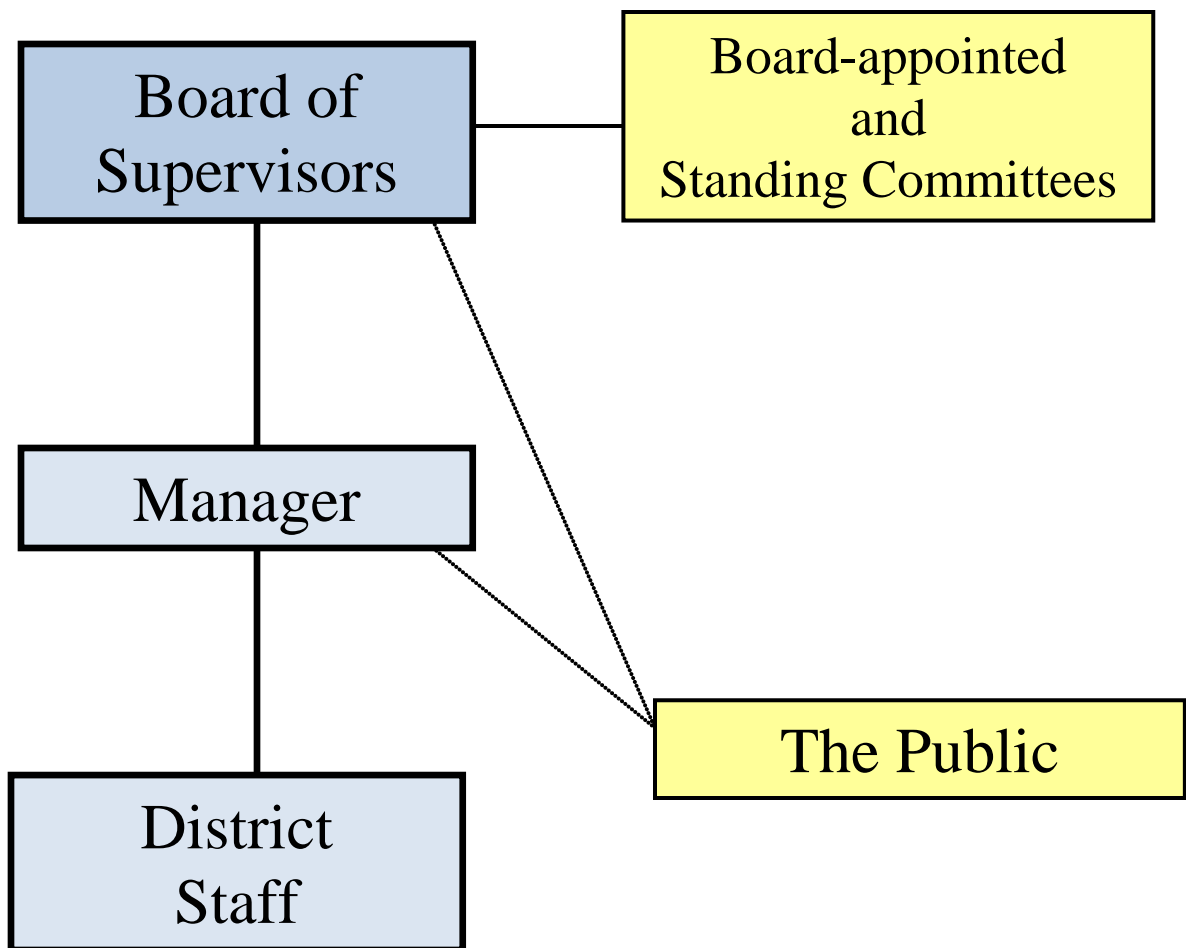 Board of
Supervisors
Board-appointed
and
Standing Committees
Manager
The Public
District
Staff